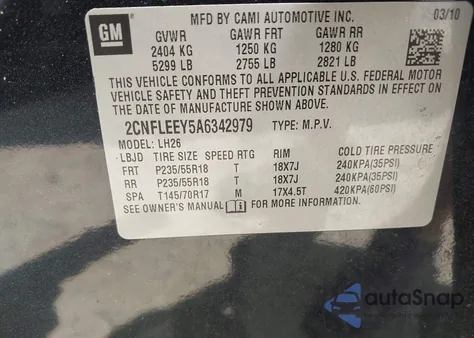 GM
MFD BY CAMI AUTOMOTIVE INC. 03/10
GVWR GAWR FRT GAWR RR
2404 KG 1250 KG 1280 KG
5299 LB 2755 LB 2821 LB
THIS VEHICLE CONFORMS TO ALL APPLICABLE U.S. FEDERAL MOTOR
VEHICLE SAFETY AND THEFT PREVENTION STANDARDS IN EFFECT ON
THE DATE OF MANUFACTURE SHOWN ABOVE.
2CNFLEEY5A6342979 TYPE: M.P.V.
MODEL: LH26
LBJD TIRE SIZE SPEED RTG RIM COLD TIRE PRESSURE
FRT P235/55R18 T 18X7J 240KPA(35PSI)
RR P235/55R18 T 18X7J 240KPA(35PSI)
SPA T145/70R17 M 17X4.5T 420KPA(60PSI)
SEE OWNER'S MANUAL FOR MORE INFORMATION.
autoSnap